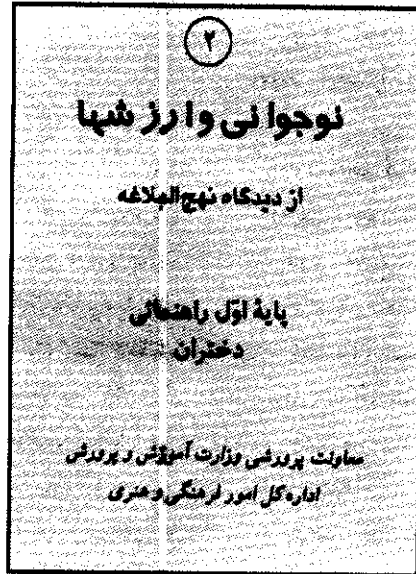 ۲
نوجوانی و ارزشها
از دیدگاه نهج‌البلاغه
پایهٔ اوّل راهنمائی
دختران
معاونت پرورشی وزارت آموزش و پرورش
اداره کل امور فرهنگی و هنری